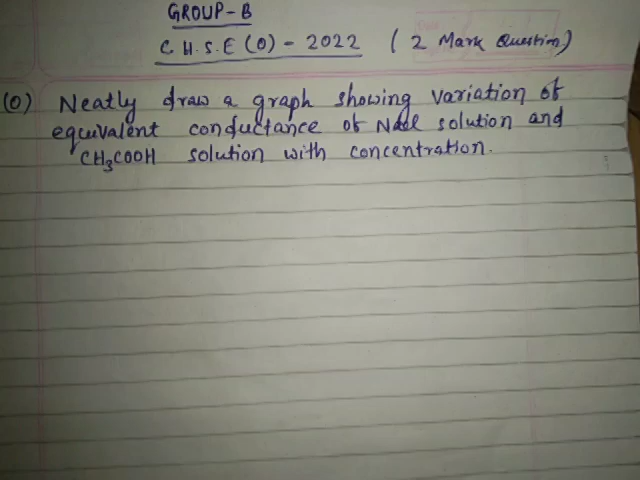 GROUP-B
C.H.S.E (O) - 2022 ( 2 Mark Question)
(O) Neatly draw a graph showing variation of
equivalent conductance of NaCl solution and
CH₃COOH solution with concentration.